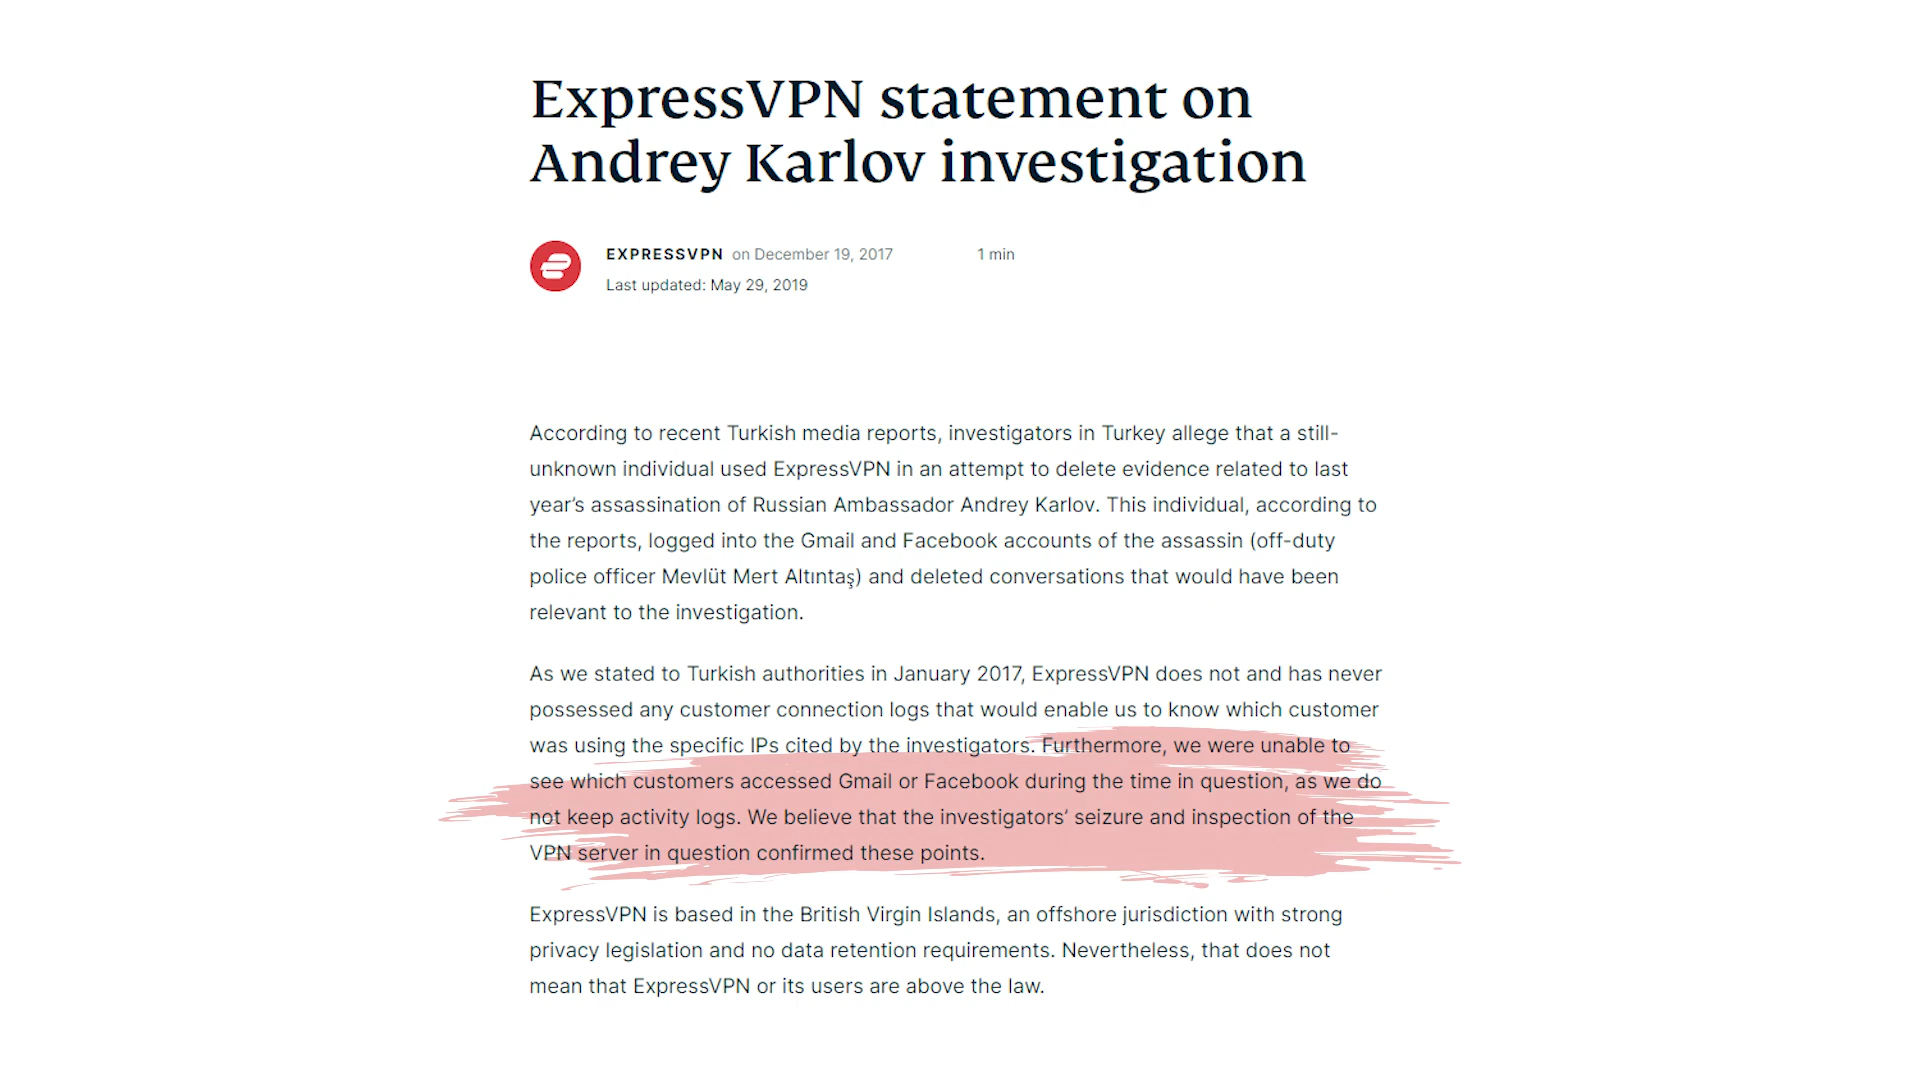 ExpressVPN statement on
Andrey Karlov investigation
EXPRESSVPN on December 19, 2017 1 min
Last updated: May 29, 2019
According to recent Turkish media reports, investigators in Turkey allege that a still-
unknown individual used ExpressVPN in an attempt to delete evidence related to last
year’s assassination of Russian Ambassador Andrey Karlov. This individual, according to
the reports, logged into the Gmail and Facebook accounts of the assassin (off-duty
police officer Mevlüt Mert Altıntaş) and deleted conversations that would have been
relevant to the investigation.
As we stated to Turkish authorities in January 2017, ExpressVPN does not and has never
possessed any customer connection logs that would enable us to know which customer
was using the specific IPs cited by the investigators. Furthermore, we were unable to
see which customers accessed Gmail or Facebook during the time in question, as we do
not keep activity logs. We believe that the investigators’ seizure and inspection of the
VPN server in question confirmed these points.
ExpressVPN is based in the British Virgin Islands, an offshore jurisdiction with strong
privacy legislation and no data retention requirements. Nevertheless, that does not
mean that ExpressVPN or its users are above the law.